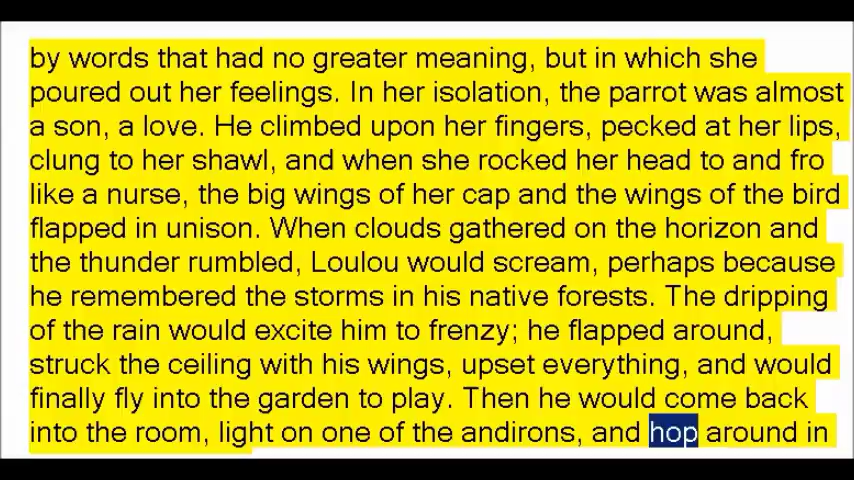 by words that had no greater meaning, but in which she
poured out her feelings. In her isolation, the parrot was almost
a son, a love. He climbed upon her fingers, pecked at her lips,
clung to her shawl, and when she rocked her head to and fro
like a nurse, the big wings of her cap and the wings of the bird
flapped in unison. When clouds gathered on the horizon and
the thunder rumbled, Loulou would scream, perhaps because
he remembered the storms in his native forests. The dripping
of the rain would excite him to frenzy; he flapped around,
struck the ceiling with his wings, upset everything, and would
finally fly into the garden to play. Then he would come back
into the room, light on one of the andirons, and hop around in